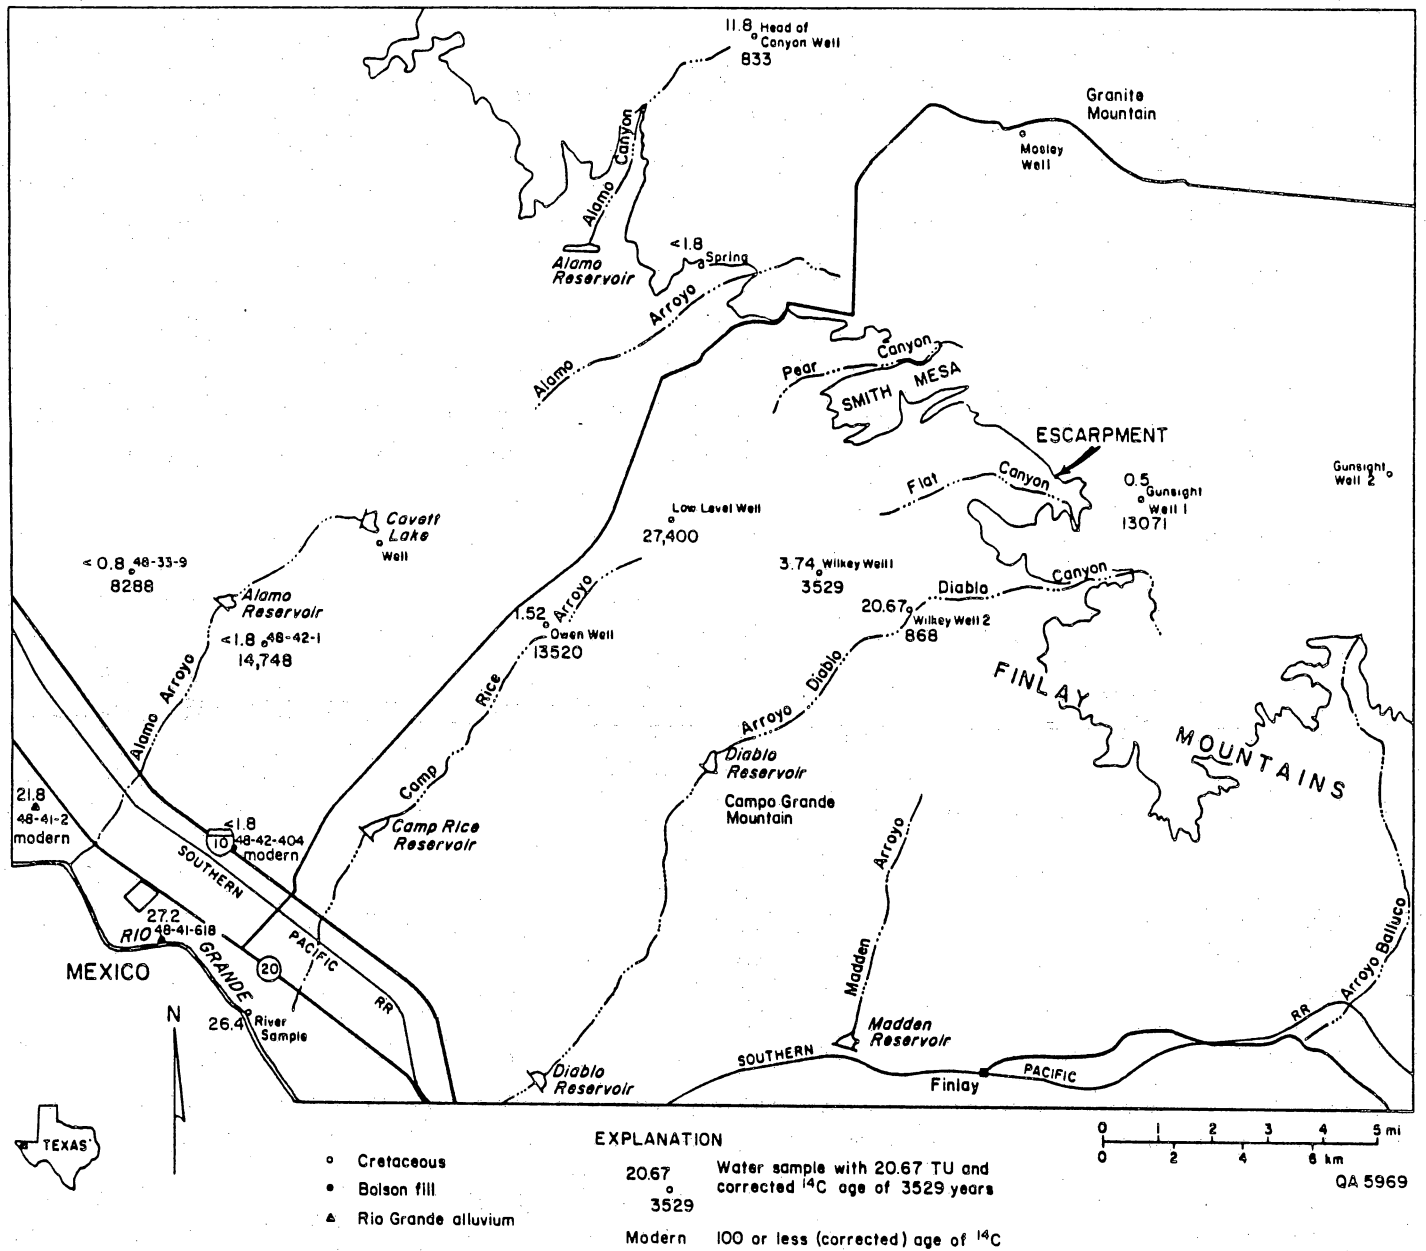 11.8 Head of
Canyon Well
833
Granite
Mountain
Mosley
Well
Alamo Canyon
Alamo
Reservoir
<1.8
Spring
Alamo Arroyo
Pear Canyon
SMITH MESA
ESCARPMENT
Flat Canyon
0.5
Gunsight
Well 1
13071
Gunsight
Well 2
Cavett
Lake
Well
Low Level Well
27,400
<0.8 48-33-9
8288
Alamo
Reservoir
<1.8 48-42-1
14,748
Alamo Arroyo
3.74 Wilkey Well 1
3529
20.67
Wilkey Well 2
868
Diablo Canyon
1.52
Owen Well
13520
Camp Rice Arroyo
Arroyo Diablo
FINLAY
MOUNTAINS
Diablo
Reservoir
Campo Grande
Mountain
Camp Rice
Reservoir
21.8
48-41-2
modern
<1.8
10
48-42-404
modern
SOUTHERN
PACIFIC
RR
27.2
48-41-618
RIO
GRANDE
MEXICO
20
26.4
River
Sample
N
Madden Arroyo
Madden
Reservoir
Arroyo Balluco
Diablo
Reservoir
SOUTHERN
PACIFIC
RR
Finlay
TEXAS
EXPLANATION
Cretaceous
Bolson fill
Rio Grande alluvium
20.67
3529
Water sample with 20.67 TU and
corrected 14C age of 3529 years
Modern 100 or less (corrected) age of 14C
0 1 2 3 4 5 mi
0 2 4 6 km
QA 5969